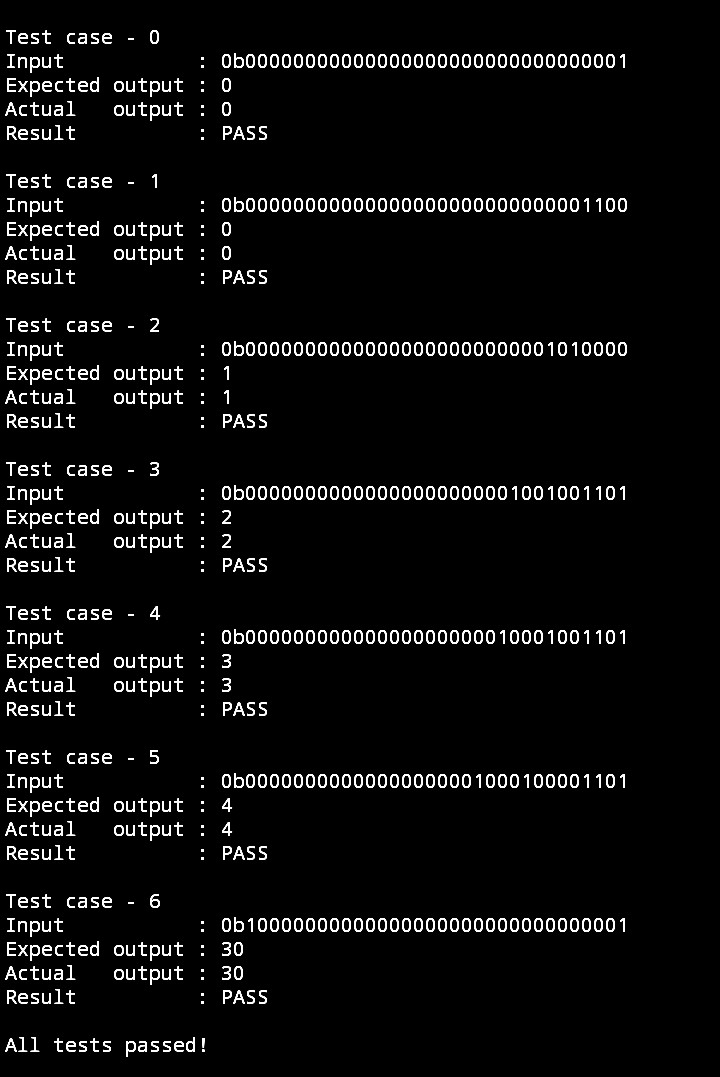 Test case - 0
Input           : 0b00000000000000000000000000000001
Expected output : 0
Actual   output : 0
Result          : PASS
Test case - 1
Input           : 0b00000000000000000000000000001100
Expected output : 0
Actual   output : 0
Result          : PASS
Test case - 2
Input           : 0b00000000000000000000000001010000
Expected output : 1
Actual   output : 1
Result          : PASS
Test case - 3
Input           : 0b00000000000000000000001001001101
Expected output : 2
Actual   output : 2
Result          : PASS
Test case - 4
Input           : 0b00000000000000000000010001001101
Expected output : 3
Actual   output : 3
Result          : PASS
Test case - 5
Input           : 0b00000000000000000001000100001101
Expected output : 4
Actual   output : 4
Result          : PASS
Test case - 6
Input           : 0b10000000000000000000000000000001
Expected output : 30
Actual   output : 30
Result          : PASS
All tests passed!